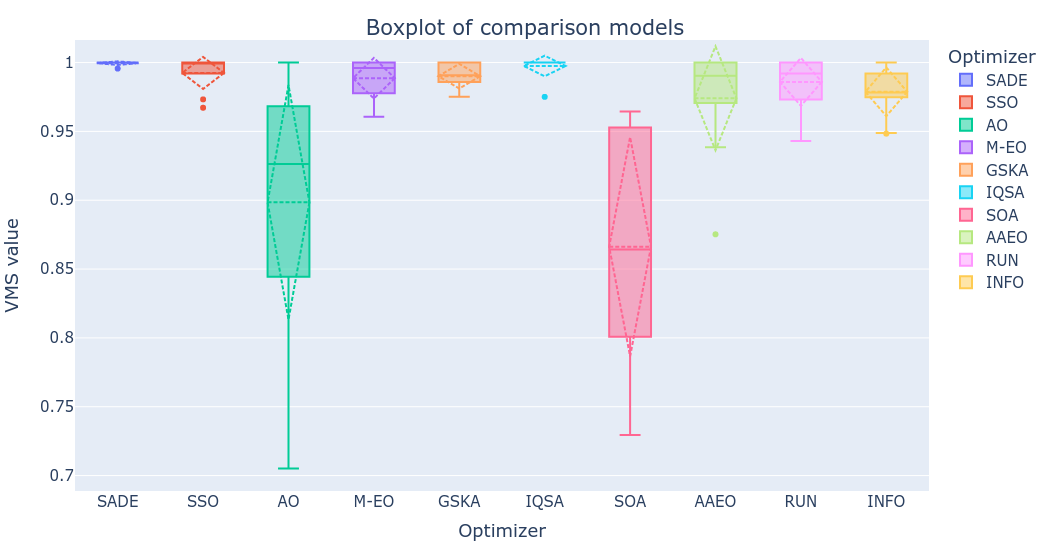 Boxplot of comparison models
VMS value
1
0.95
0.9
0.85
0.8
0.75
0.7
SADE SSO AO M-EO GSKA IQSA SOA AAEO RUN INFO
Optimizer
Optimizer
SADE
SSO
AO
M-EO
GSKA
IQSA
SOA
AAEO
RUN
INFO